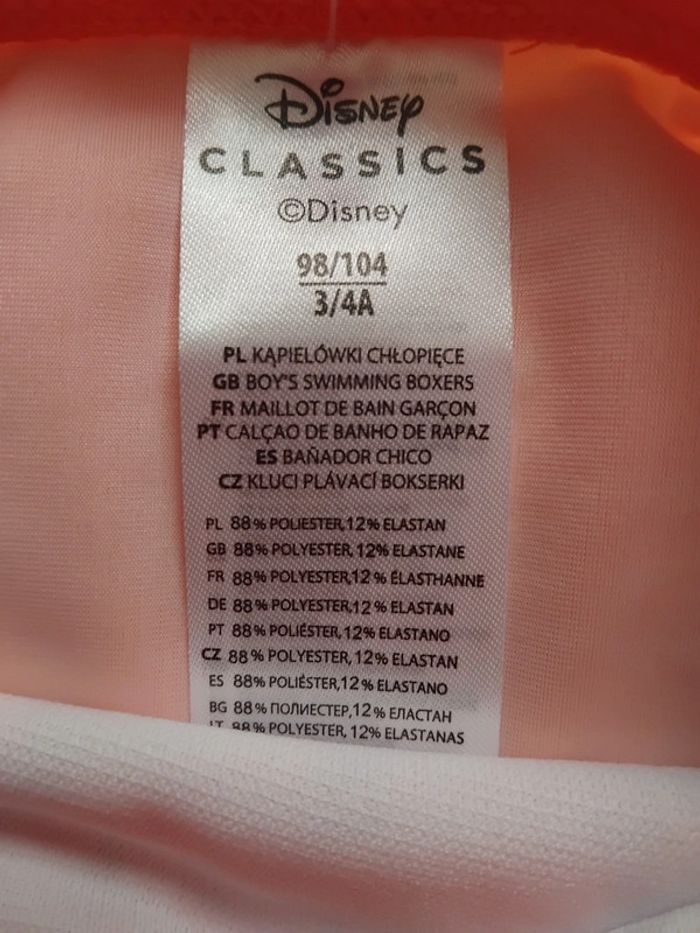 Disney
CLASSICS
©Disney
98/104
3/4A
PL KĄPIELÓWKI CHŁOPIĘCE
GB BOY'S SWIMMING BOXERS
FR MAILLOT DE BAIN GARÇON
PT CALÇAO DE BANHO DE RAPAZ
ES BAÑADOR CHICO
CZ KLUCI PLÁVACÍ BOKSERKI
PL 88% POLIESTER,12% ELASTAN
GB 88% POLYESTER, 12% ELASTANE
FR 88% POLYESTER,12% ÉLASTHANNE
DE 88% POLYESTER,12% ELASTAN
PT 88% POLIÉSTER,12% ELASTANO
CZ 88% POLYESTER, 12% ELASTAN
ES 88% POLIÉSTER,12% ELASTANO
BG 88% ПОЛИЕСТЕР,12% ЕЛАСТАН
LT 88% POLYESTER, 12% ELASTANAS